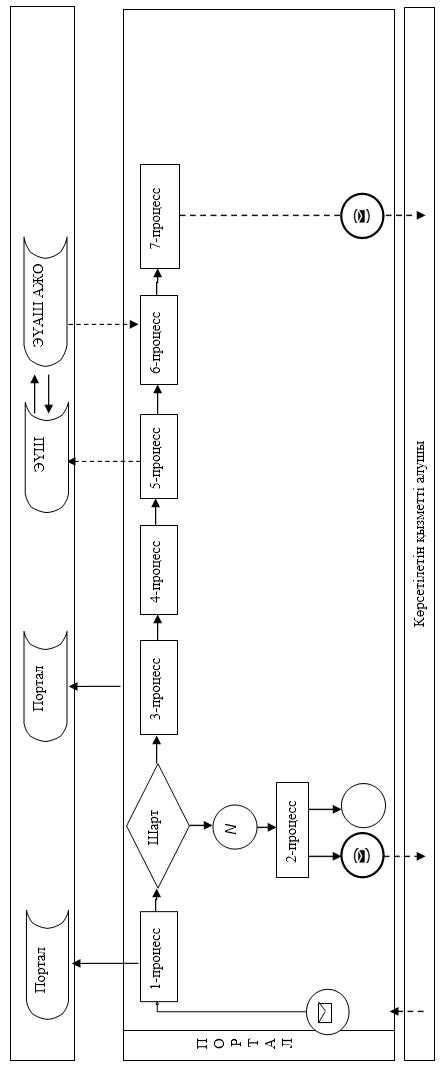 Портал
Портал
ЭҮШ
ЭҮАШ АЖО
ПОРТАЛ
1-процесс
Шарт
N
2-процесс
3-процесс
4-процесс
5-процесс
6-процесс
7-процесс
Көрсетілетін қызметті алушы